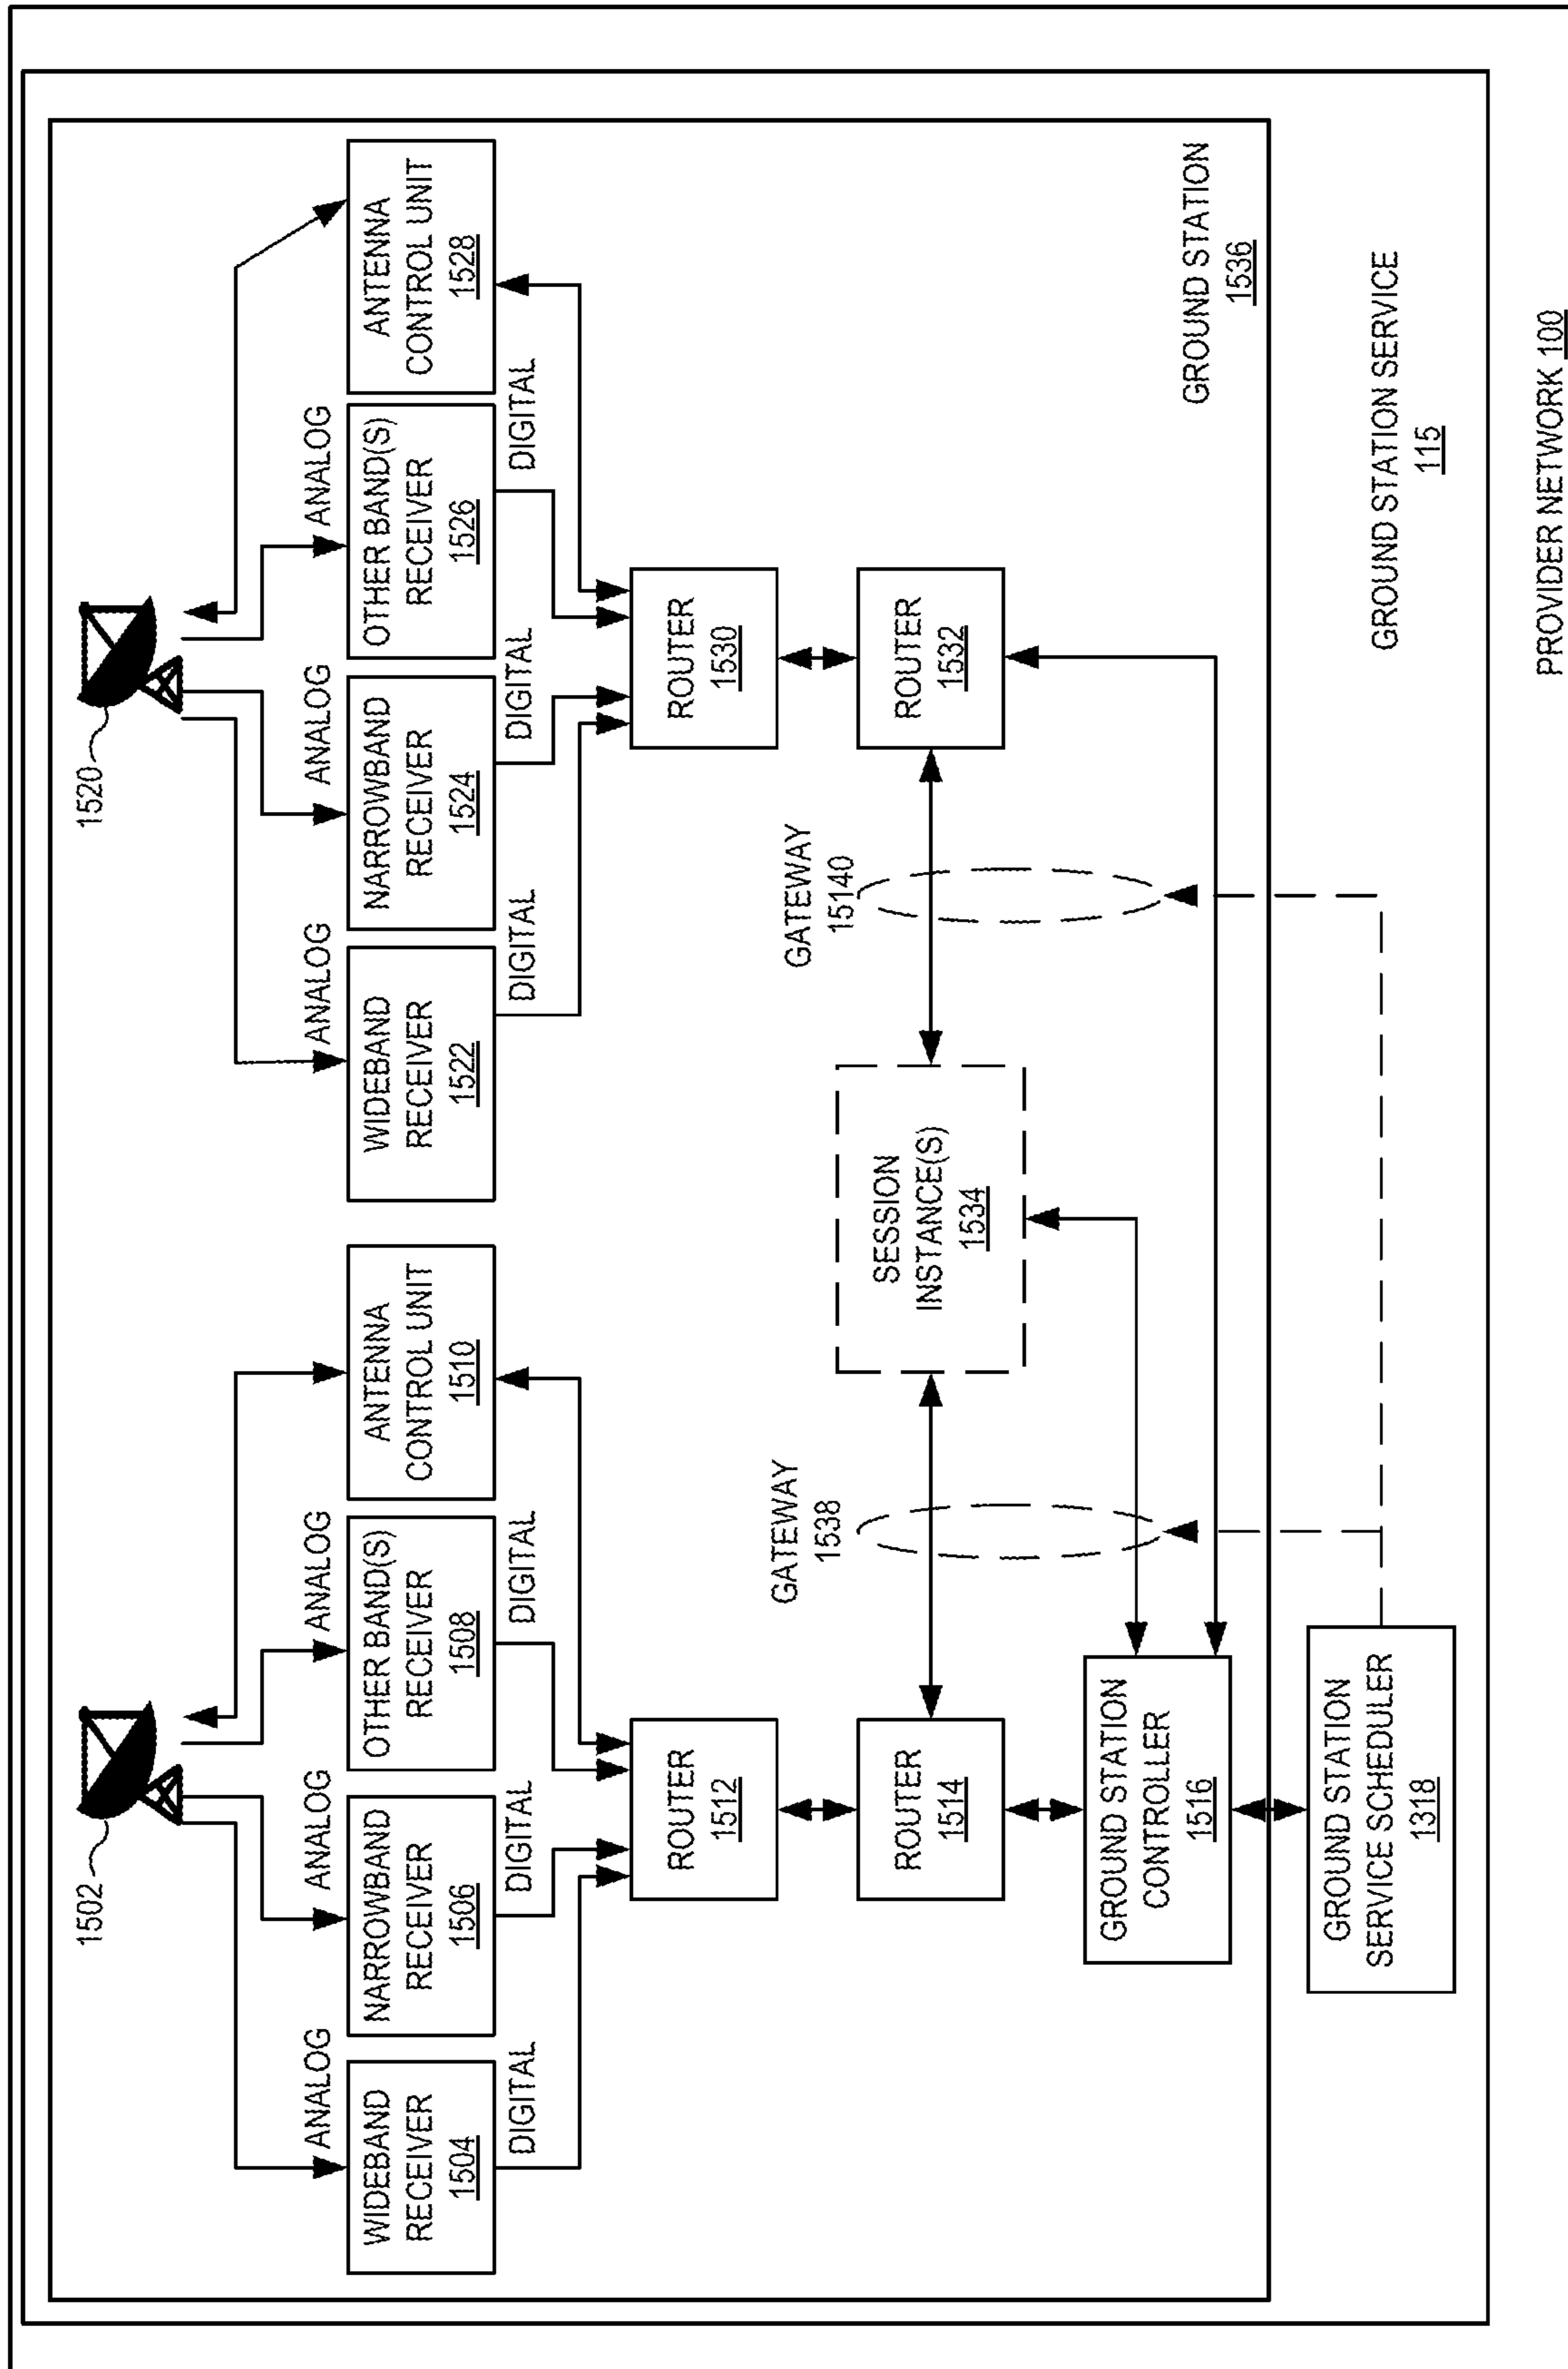 1502
1520
ANALOG
ANALOG
ANALOG
ANALOG
ANALOG
ANALOG
WIDEBAND
RECEIVER
1504
NARROWBAND
RECEIVER
1506
OTHER BAND(S)
RECEIVER
1508
ANTENNA
CONTROL UNIT
1510
WIDEBAND
RECEIVER
1522
NARROWBAND
RECEIVER
1524
OTHER BAND(S)
RECEIVER
1526
ANTENNA
CONTROL UNIT
1528
DIGITAL
DIGITAL
DIGITAL
DIGITAL
DIGITAL
DIGITAL
ROUTER
1512
ROUTER
1530
GATEWAY
1538
GATEWAY
15140
ROUTER
1514
SESSION
INSTANCE(S)
1534
ROUTER
1532
GROUND STATION
CONTROLLER
1516
GROUND STATION
1536
GROUND STATION
SERVICE SCHEDULER
1318
GROUND STATION SERVICE
115
PROVIDER NETWORK 100